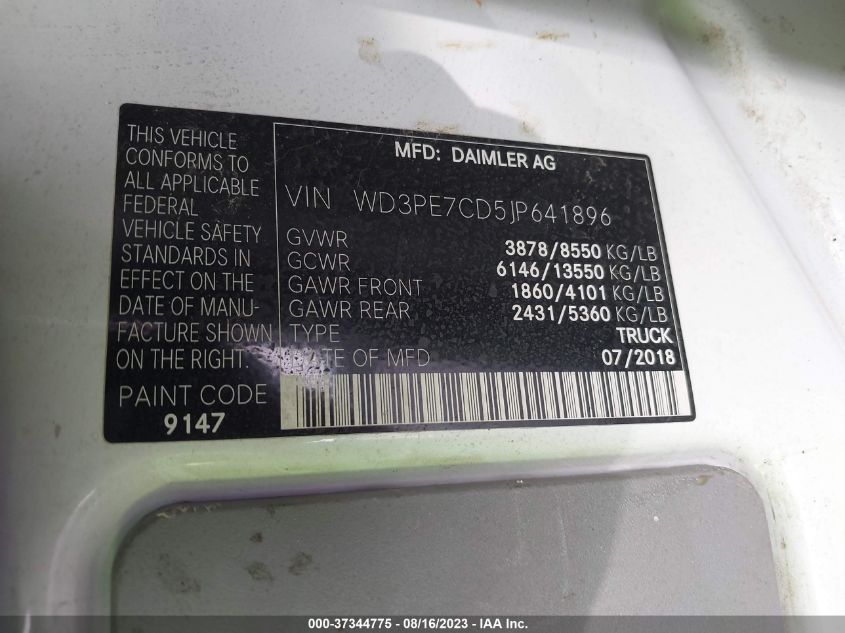 THIS VEHICLE
CONFORMS TO
ALL APPLICABLE
FEDERAL
VEHICLE SAFETY
STANDARDS IN
EFFECT ON THE
DATE OF MANU-
FACTURE SHOWN
ON THE RIGHT.
PAINT CODE
9147
MFD: DAIMLER AG
VIN WD3PE7CD5JP641896
GVWR 3878/8550 KG/LB
GCWR 6146/13550 KG/LB
GAWR FRONT 1860/4101 KG/LB
GAWR REAR 2431/5360 KG/LB
TYPE TRUCK
DATE OF MFD 07/2018
000-37344775 - 08/16/2023 - IAA Inc.